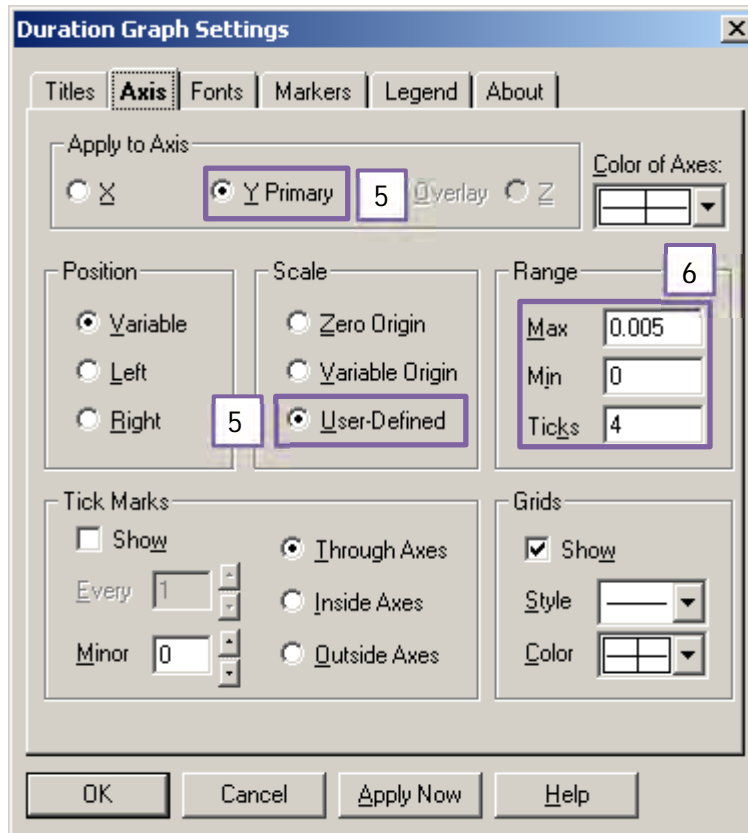 Duration Graph Settings
Titles Axis Fonts Markers Legend About
Apply to Axis
X Y Primary 5 Overlay Z
Color of Axes:
Position
Variable
Left
Right
Scale
Zero Origin
Variable Origin
5 User-Defined
Range 6
Max 0.005
Min 0
Ticks 4
Tick Marks
Show
Every 1
Minor 0
Through Axes
Inside Axes
Outside Axes
Grids
Show
Style
Color
OK Cancel Apply Now Help